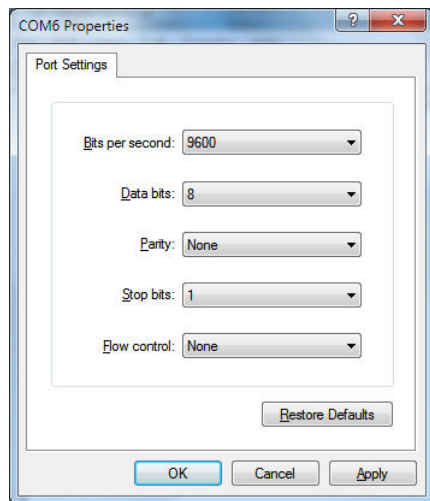 COM6 Properties
Port Settings
Bits per second: 9600
Data bits: 8
Parity: None
Stop bits: 1
Flow control: None
Restore Defaults
OK Cancel Apply